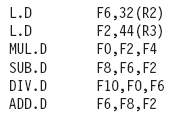 L.D F6,32(R2)
L.D F2,44(R3)
MUL.D F0,F2,F4
SUB.D F8,F6,F2
DIV.D F10,F0,F6
ADD.D F6,F8,F2